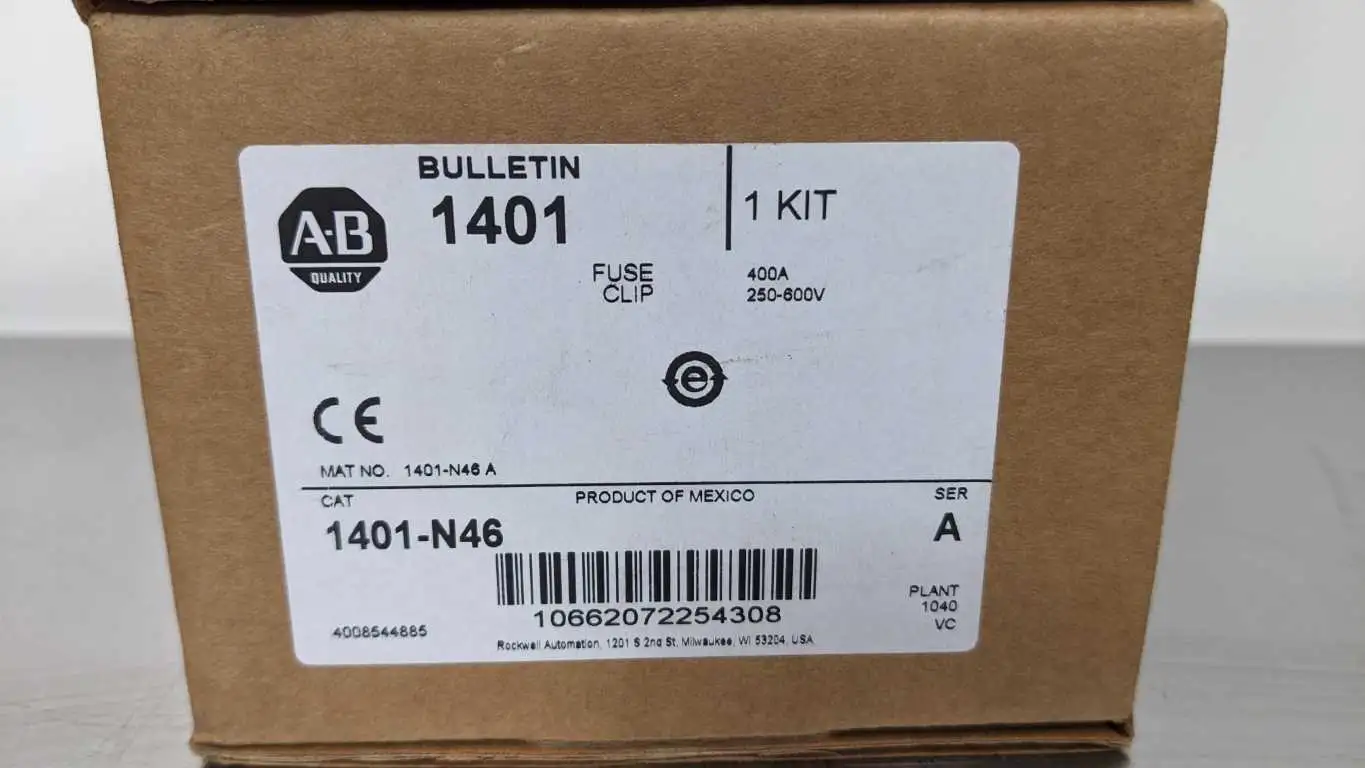 BULLETIN
1401
1 KIT
A-B
QUALITY
FUSE
CLIP
400A
250-600V
e
CE
MAT NO. 1401-N46 A
CAT
PRODUCT OF MEXICO
SER
1401-N46
A
10662072254308
PLANT
1040
VC
4008544885
Rockwell Automation, 1201 S 2nd St, Milwaukee, WI 53204, USA